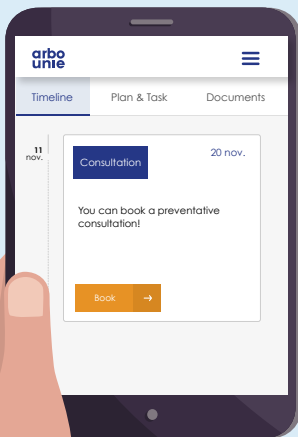 arbo
unie
Timeline
Plan & Task
Documents
11
nov.
Consultation
20 nov.
You can book a preventative
consultation!
Book